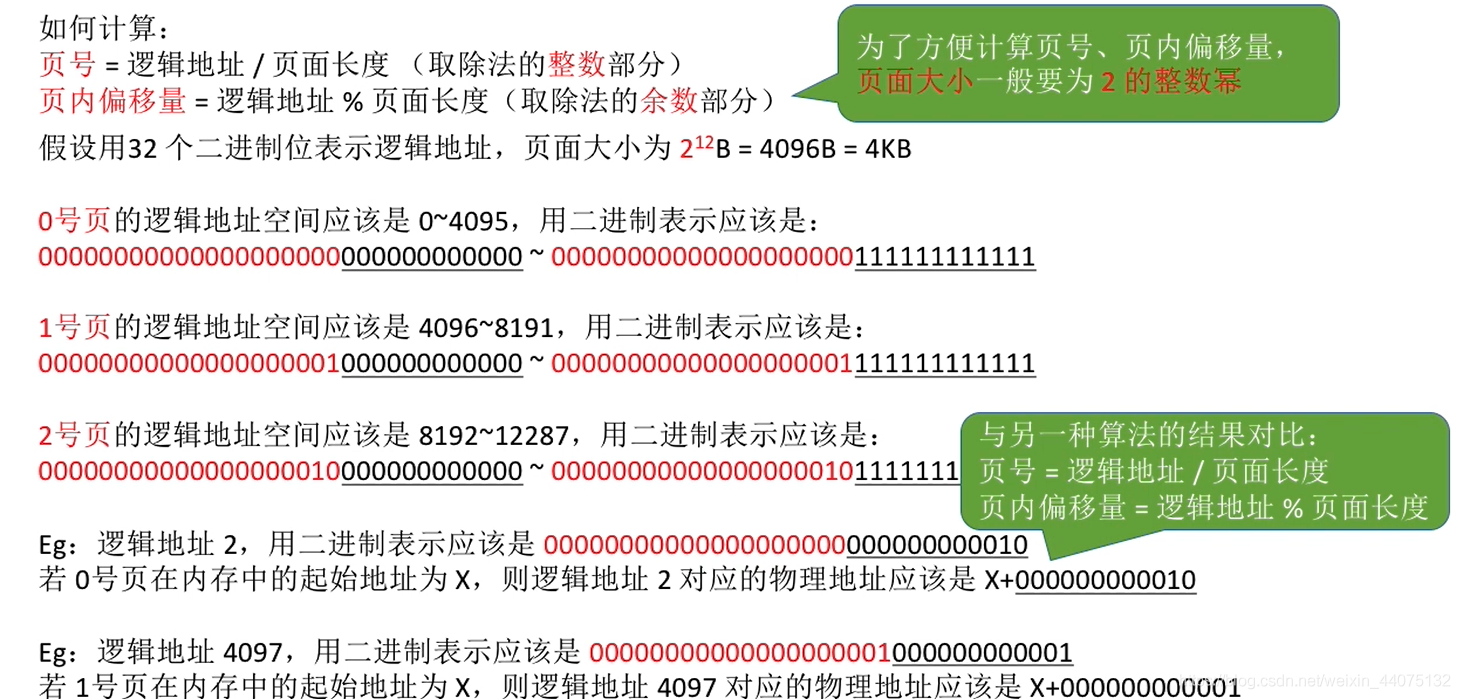 如何计算：
页号 = 逻辑地址 / 页面长度 （取除法的整数部分）
页内偏移量 = 逻辑地址 % 页面长度（取除法的余数部分）
为了方便计算页号、页内偏移量，
页面大小一般要为 2 的整数幂
假设用32 个二进制位表示逻辑地址，页面大小为 2¹²B = 4096B = 4KB
0号页的逻辑地址空间应该是 0~4095，用二进制表示应该是：
00000000000000000000000000000000 ~ 00000000000000000000111111111111
1号页的逻辑地址空间应该是 4096~8191，用二进制表示应该是：
00000000000000000001000000000000 ~ 00000000000000000001111111111111
2号页的逻辑地址空间应该是 8192~12287，用二进制表示应该是：
00000000000000000010000000000000 ~ 000000000000000000101111111
与另一种算法的结果对比：
页号 = 逻辑地址 / 页面长度
页内偏移量 = 逻辑地址 % 页面长度
Eg：逻辑地址 2，用二进制表示应该是 00000000000000000000000000000010
若 0号页在内存中的起始地址为 X，则逻辑地址 2 对应的物理地址应该是 X+000000000010
Eg：逻辑地址 4097，用二进制表示应该是 00000000000000000001000000000001
若 1号页在内存中的起始地址为 X，则逻辑地址 4097 对应的物理地址应该是 X+000000000001
blog.csdn.net/weixin_44075132